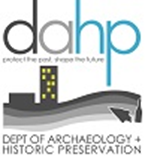 dahp
protect the past, shape the future
DEPT OF ARCHAEOLOGY +
HISTORIC PRESERVATION